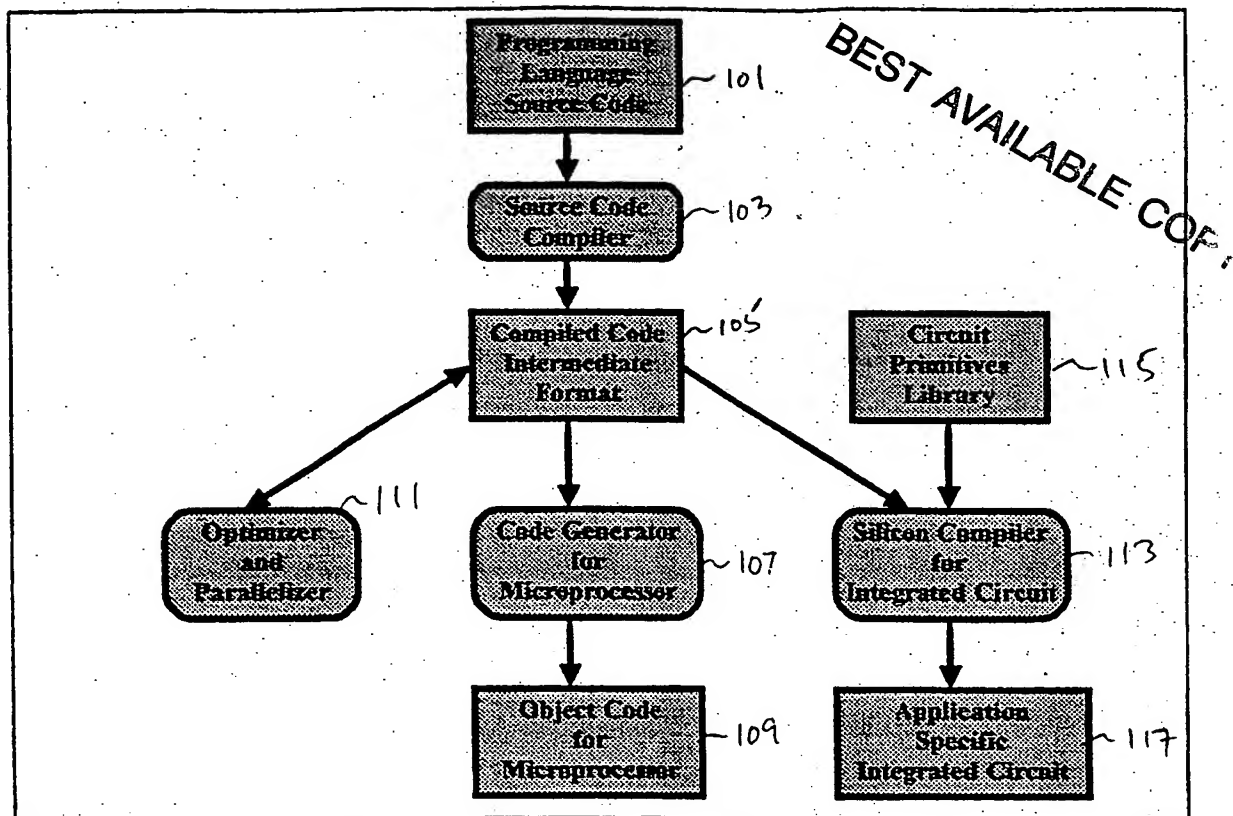 Programming
Language
Source Code
101
BEST AVAILABLE
Source Code
Compiler
103
Compiled Code
Intermediate
Format
105
Circuit
Primitives
Library
115
Optimizer
and
Parallelizer
111
Code Generator
for
Microprocessor
107
Silicon Compiler
for
Integrated Circuit
113
Object Code
for
Microprocessor
109
Application
Specific
Integrated Circuit
117